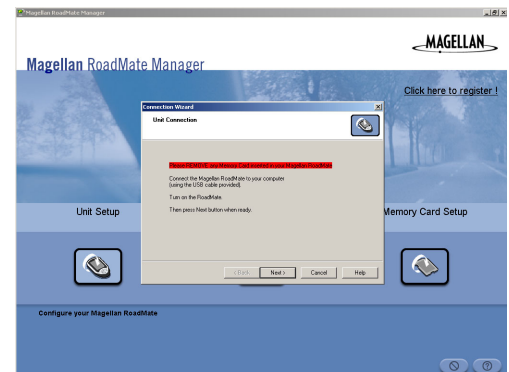 Magellan RoadMate Manager
MAGELLAN
Magellan RoadMate Manager
Click here to register !
Connection Wizard
Unit Connection
Please REMOVE any Memory Card inserted in your Magellan RoadMate
Connect the Magellan RoadMate to your computer
(using the USB cable provided).
Turn on the RoadMate.
Then press Next button when ready.
Unit Setup
Memory Card Setup
< Back
Next >
Cancel
Help
Configure your Magellan RoadMate